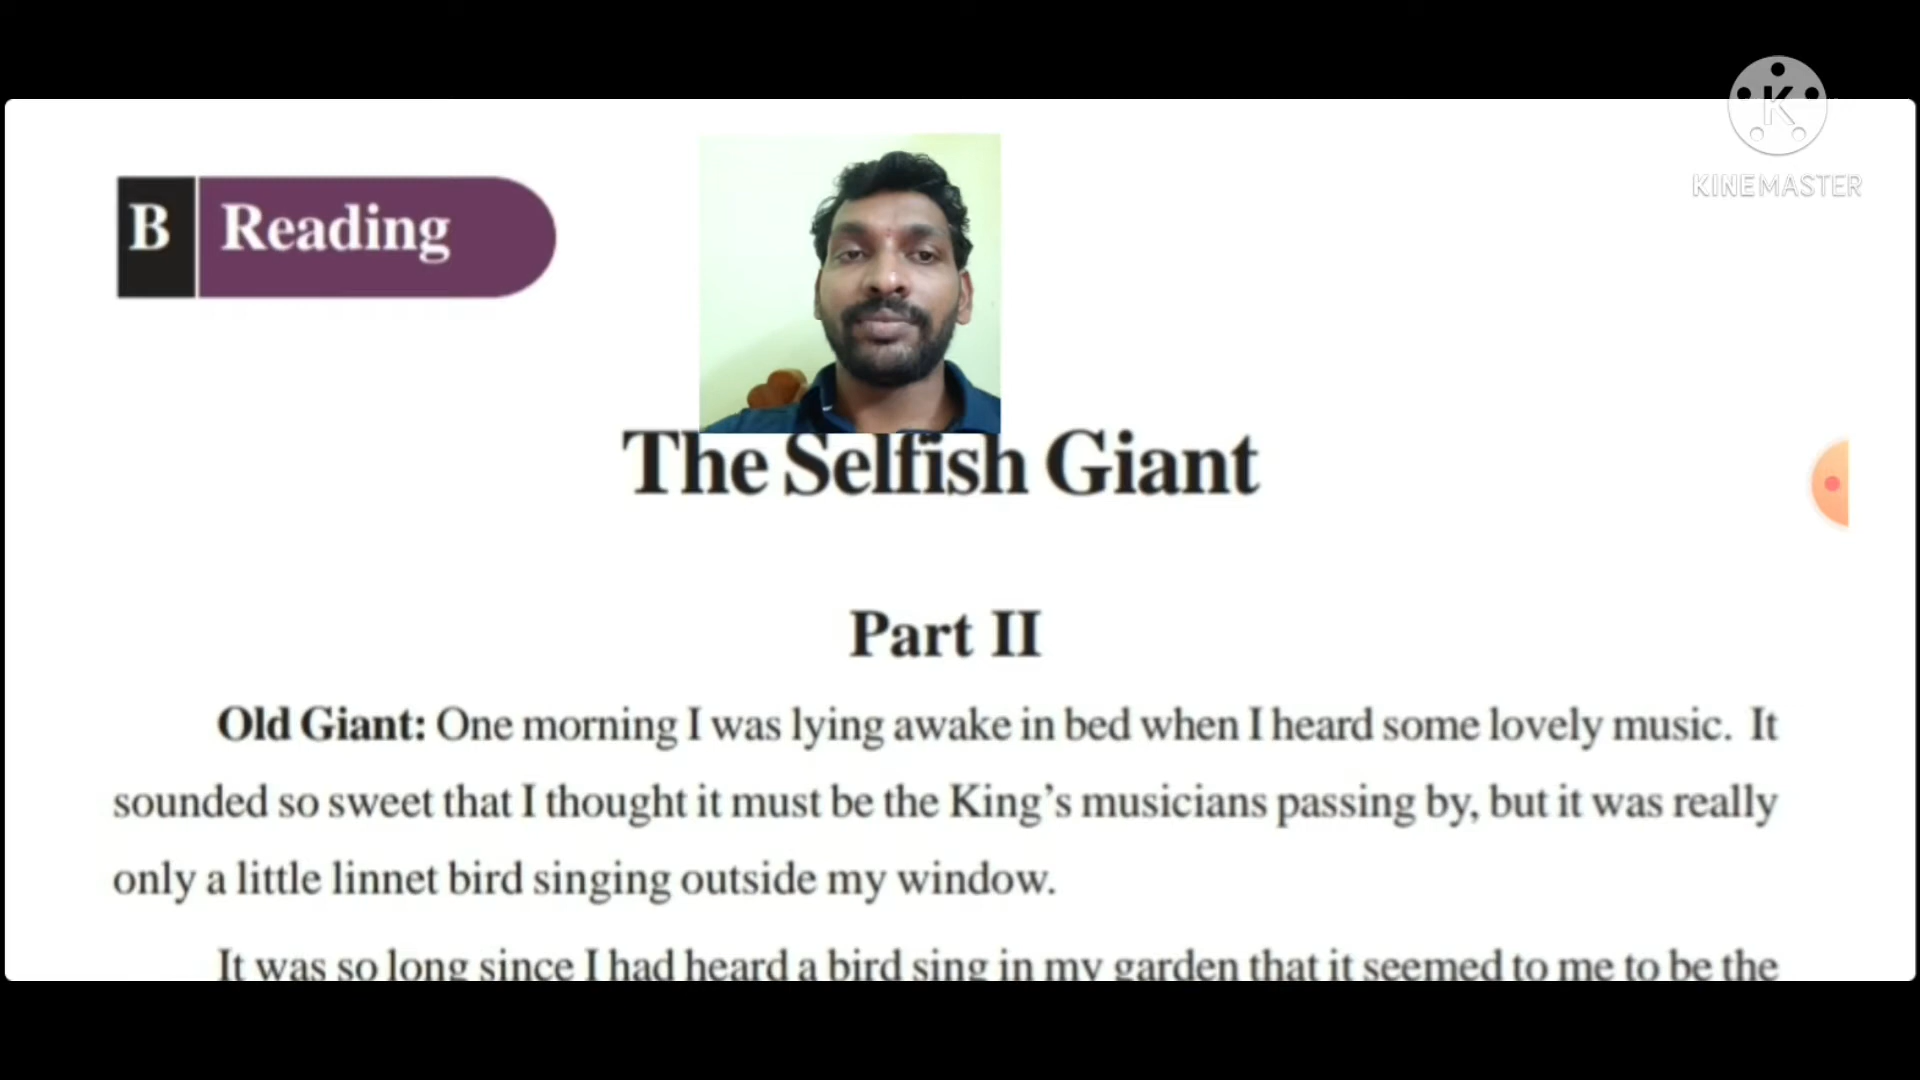 B Reading
K
KINEMASTER
The Selfish Giant
Part II
Old Giant: One morning I was lying awake in bed when I heard some lovely music. It
sounded so sweet that I thought it must be the King’s musicians passing by, but it was really
only a little linnet bird singing outside my window.
It was so long since I had heard a bird sing in my garden that it seemed to me to be the